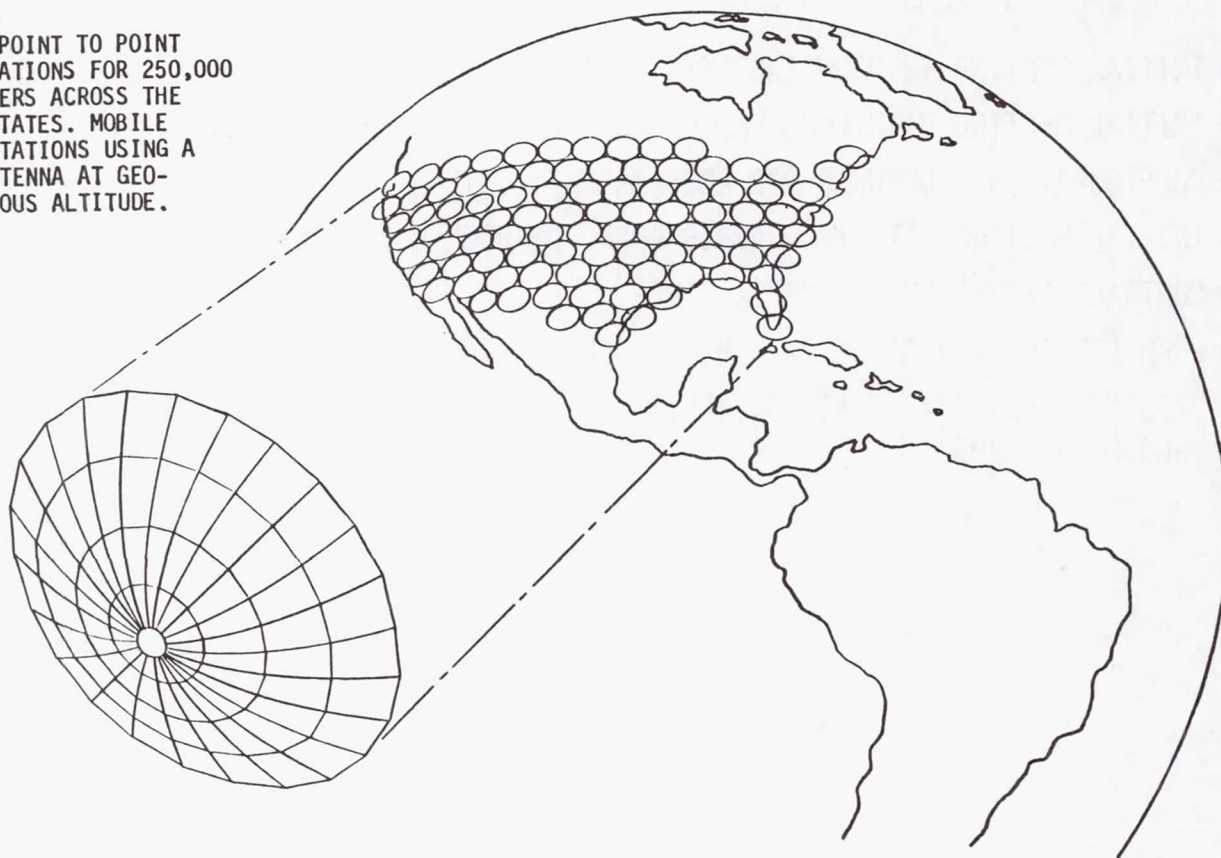 POINT TO POINT
ATIONS FOR 250,000
ERS ACROSS THE
TATES. MOBILE
TATIONS USING A
TENNA AT GEO-
OUS ALTITUDE.